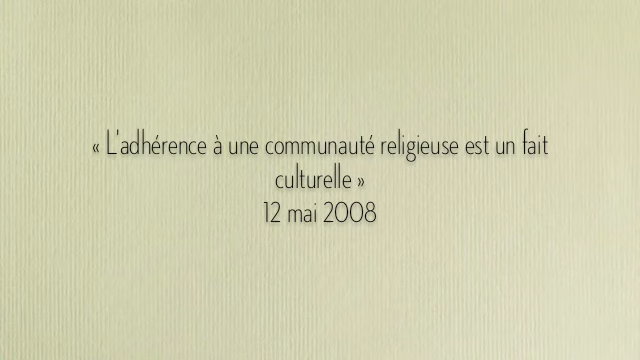 « L'adhérence à une communauté religieuse est un fait
culturelle »
12 mai 2008